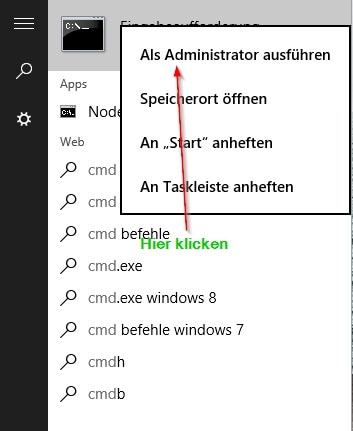 C:\._
Eingabeaufforderung
Als Administrator ausführen
Speicherort öffnen
An „Start“ anheften
An Taskleiste anheften
Apps
Node
Web
cmd
cmd
cmd befehle
Hier klicken
cmd.exe
cmd.exe windows 8
cmd befehle windows 7
cmdh
cmdb